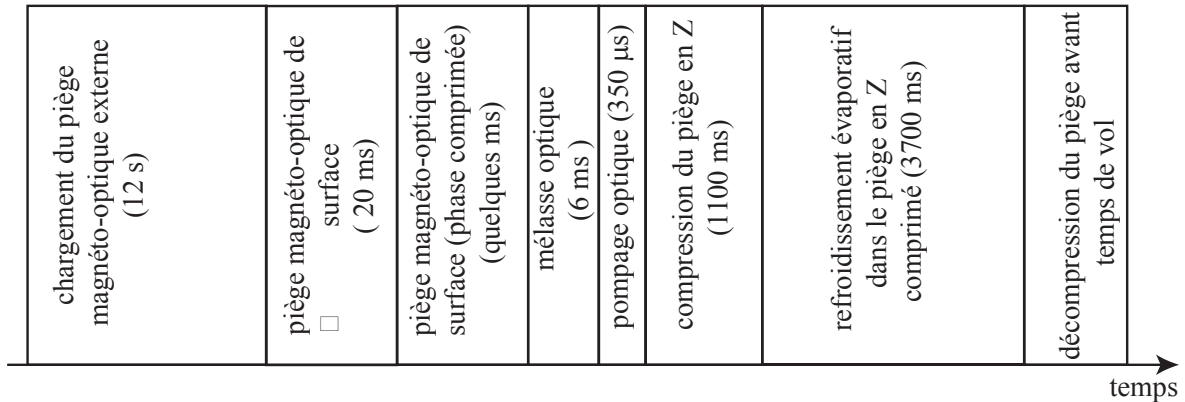 chargement du piège
magnéto-optique externe
(12 s)
piège magnéto-optique de
surface
( 20 ms)
piège magnéto-optique de
surface (phase comprimée)
(quelques ms)
mélasse optique
(6 ms )
pompage optique (350 µs)
compression du piège en Z
(1100 ms)
refroidissement évaporatif
dans le piège en Z
comprimé (3700 ms)
décompression du piège avant
temps de vol
temps